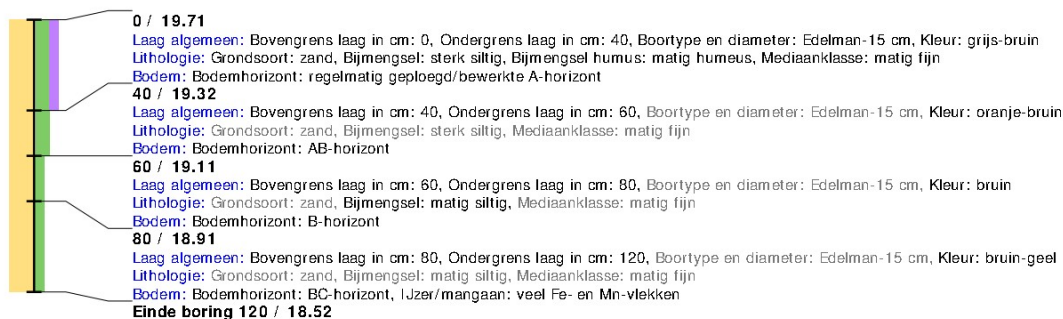 0 / 19.71
Laag algemeen: Bovengrens laag in cm: 0, Ondergrens laag in cm: 40, Boortype en diameter: Edelman-15 cm, Kleur: grijs-bruin
Lithologie: Grondsoort: zand, Bijmengsel: sterk siltig, Bijmengsel humus: matig humeus, Mediaanklasse: matig fijn
Bodem: Bodemhorizont: regelmatig geploegd/bewerkte A-horizont
40 / 19.32
Laag algemeen: Bovengrens laag in cm: 40, Ondergrens laag in cm: 60, Boortype en diameter: Edelman-15 cm, Kleur: oranje-bruin
Lithologie: Grondsoort: zand, Bijmengsel: sterk siltig, Mediaanklasse: matig fijn
Bodem: Bodemhorizont: AB-horizont
60 / 19.11
Laag algemeen: Bovengrens laag in cm: 60, Ondergrens laag in cm: 80, Boortype en diameter: Edelman-15 cm, Kleur: bruin
Lithologie: Grondsoort: zand, Bijmengsel: matig siltig, Mediaanklasse: matig fijn
Bodem: Bodemhorizont: B-horizont
80 / 18.91
Laag algemeen: Bovengrens laag in cm: 80, Ondergrens laag in cm: 120, Boortype en diameter: Edelman-15 cm, Kleur: bruin-geel
Lithologie: Grondsoort: zand, Bijmengsel: matig siltig, Mediaanklasse: matig fijn
Bodem: Bodemhorizont: BC-horizont, IJzer/mangaan: veel Fe- en Mn-vlekken
Einde boring 120 / 18.52